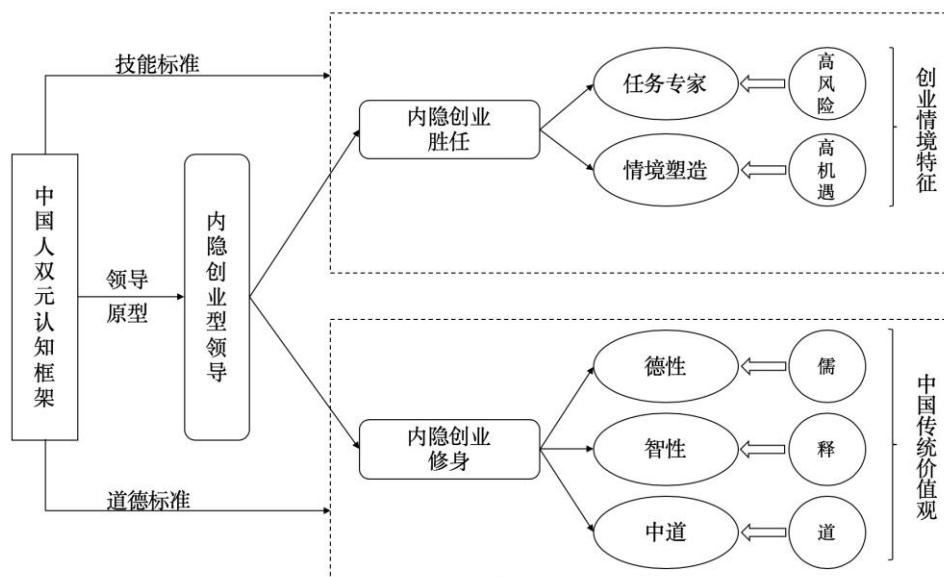 技能标准
中国人双元认知框架
领导
原型
内隐创业型领导
道德标准
内隐创业
胜任
任务专家
高风险
情境塑造
高机遇
创业情境特征
内隐创业
修身
德性
儒
智性
释
中道
道
中国传统价值观